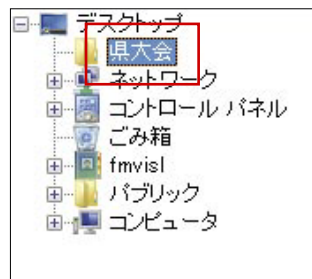 デスクトップ
県大会
ネットワーク
コントロール パネル
ごみ箱
fmvisl
パブリック
コンピュータ